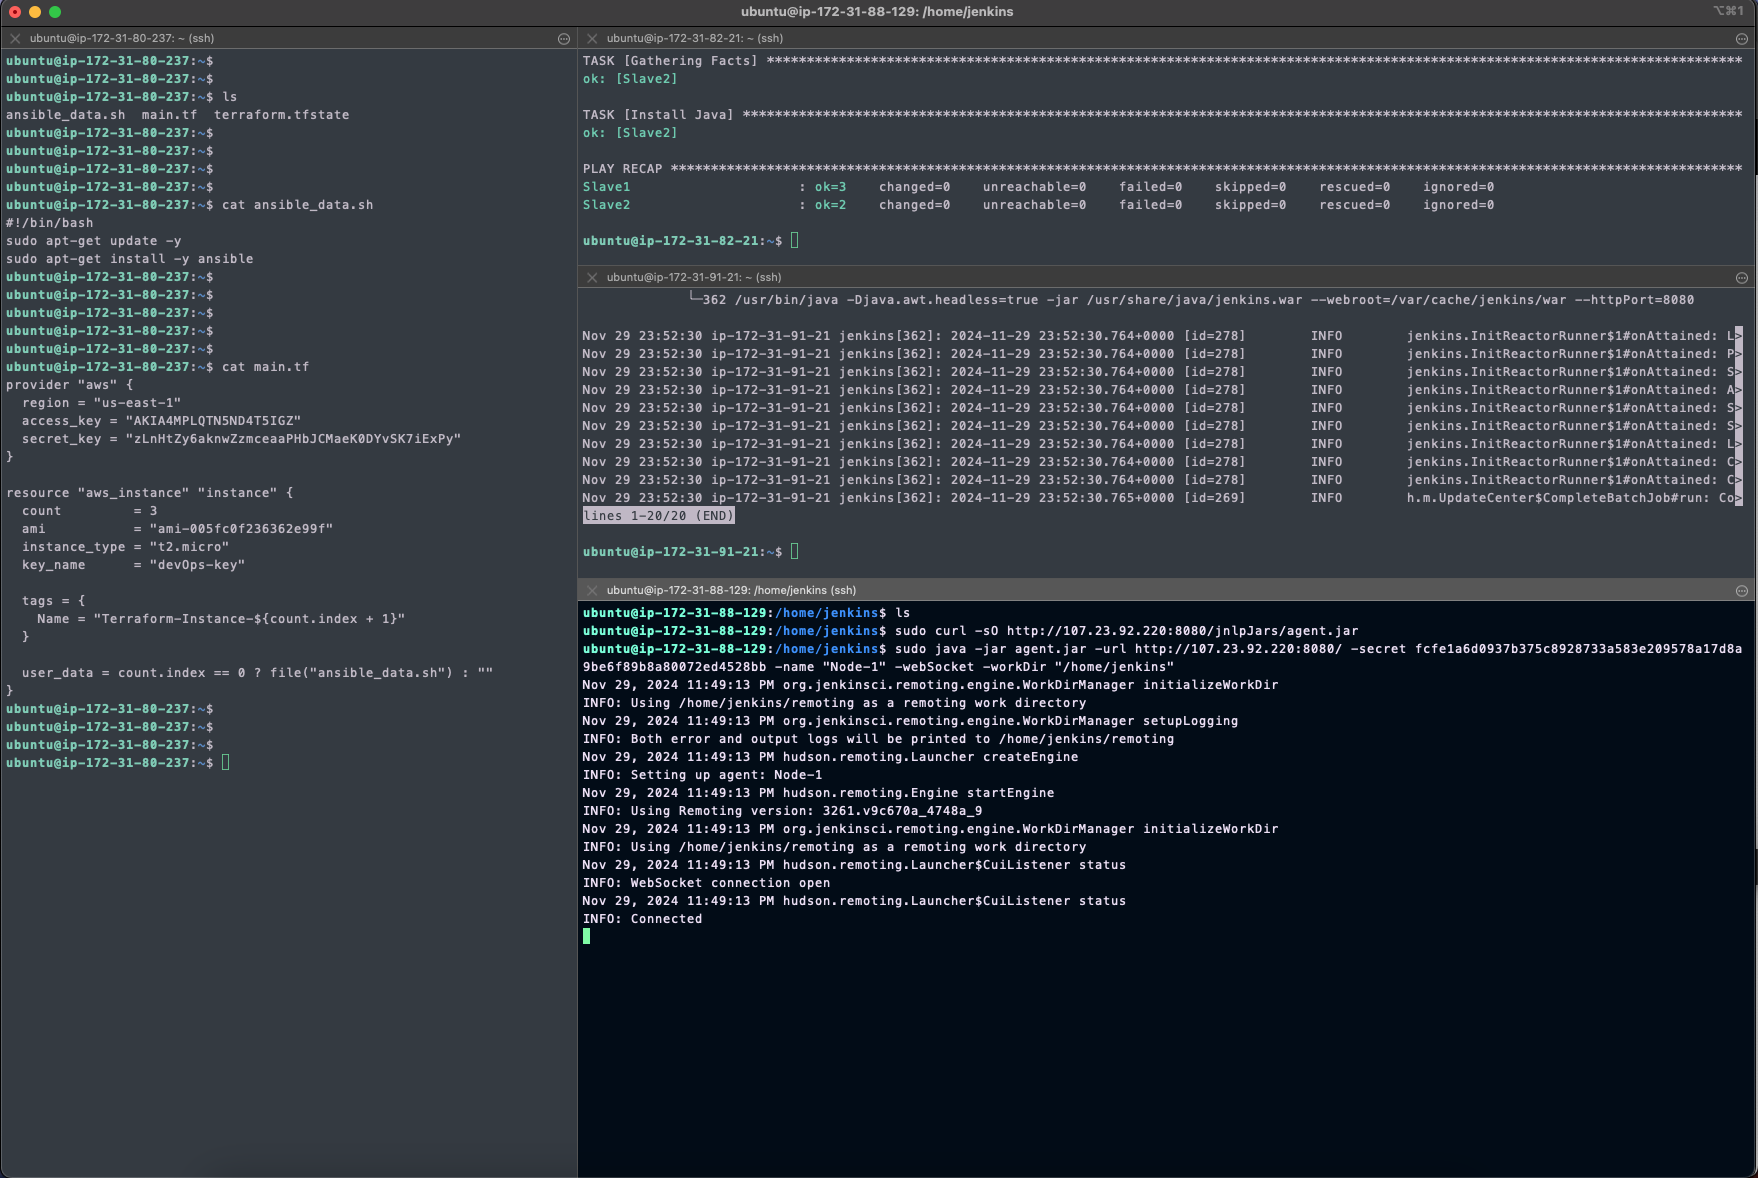 ubuntu@ip-172-31-88-129: /home/jenkins
⌥⌘1
ubuntu@ip-172-31-80-237: ~ (ssh)
ubuntu@ip-172-31-80-237:~$
ubuntu@ip-172-31-80-237:~$
ubuntu@ip-172-31-80-237:~$ ls
ansible_data.sh  main.tf  terraform.tfstate
ubuntu@ip-172-31-80-237:~$
ubuntu@ip-172-31-80-237:~$
ubuntu@ip-172-31-80-237:~$
ubuntu@ip-172-31-80-237:~$
ubuntu@ip-172-31-80-237:~$ cat ansible_data.sh
#!/bin/bash
sudo apt-get update -y
sudo apt-get install -y ansible
ubuntu@ip-172-31-80-237:~$
ubuntu@ip-172-31-80-237:~$
ubuntu@ip-172-31-80-237:~$
ubuntu@ip-172-31-80-237:~$
ubuntu@ip-172-31-80-237:~$
ubuntu@ip-172-31-80-237:~$ cat main.tf
provider "aws" {
  region = "us-east-1"
  access_key = "AKIA4MPLQTN5ND4T5IGZ"
  secret_key = "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"
}
resource "aws_instance" "instance" {
  count         = 3
  ami           = "ami-005fc0f236362e99f"
  instance_type = "t2.micro"
  key_name      = "devOps-key"
  tags = {
    Name = "Terraform-Instance-${count.index + 1}"
  }
  user_data = count.index == 0 ? file("ansible_data.sh") : ""
}
ubuntu@ip-172-31-80-237:~$
ubuntu@ip-172-31-80-237:~$
ubuntu@ip-172-31-80-237:~$
ubuntu@ip-172-31-80-237:~$
ubuntu@ip-172-31-82-21: ~ (ssh)
TASK [Gathering Facts] **************************************************************************************************************************
ok: [Slave2]
TASK [Install Java] *****************************************************************************************************************************
ok: [Slave2]
PLAY RECAP **************************************************************************************************************************************
Slave1                     : ok=3    changed=0    unreachable=0    failed=0    skipped=0    rescued=0    ignored=0
Slave2                     : ok=2    changed=0    unreachable=0    failed=0    skipped=0    rescued=0    ignored=0
ubuntu@ip-172-31-82-21:~$
ubuntu@ip-172-31-91-21: ~ (ssh)
└─362 /usr/bin/java -Djava.awt.headless=true -jar /usr/share/java/jenkins.war --webroot=/var/cache/jenkins/war --httpPort=8080
Nov 29 23:52:30 ip-172-31-91-21 jenkins[362]: 2024-11-29 23:52:30.764+0000 [id=278]        INFO        jenkins.InitReactorRunner$1#onAttained: L>
Nov 29 23:52:30 ip-172-31-91-21 jenkins[362]: 2024-11-29 23:52:30.764+0000 [id=278]        INFO        jenkins.InitReactorRunner$1#onAttained: P>
Nov 29 23:52:30 ip-172-31-91-21 jenkins[362]: 2024-11-29 23:52:30.764+0000 [id=278]        INFO        jenkins.InitReactorRunner$1#onAttained: S>
Nov 29 23:52:30 ip-172-31-91-21 jenkins[362]: 2024-11-29 23:52:30.764+0000 [id=278]        INFO        jenkins.InitReactorRunner$1#onAttained: A>
Nov 29 23:52:30 ip-172-31-91-21 jenkins[362]: 2024-11-29 23:52:30.764+0000 [id=278]        INFO        jenkins.InitReactorRunner$1#onAttained: S>
Nov 29 23:52:30 ip-172-31-91-21 jenkins[362]: 2024-11-29 23:52:30.764+0000 [id=278]        INFO        jenkins.InitReactorRunner$1#onAttained: S>
Nov 29 23:52:30 ip-172-31-91-21 jenkins[362]: 2024-11-29 23:52:30.764+0000 [id=278]        INFO        jenkins.InitReactorRunner$1#onAttained: L>
Nov 29 23:52:30 ip-172-31-91-21 jenkins[362]: 2024-11-29 23:52:30.764+0000 [id=278]        INFO        jenkins.InitReactorRunner$1#onAttained: C>
Nov 29 23:52:30 ip-172-31-91-21 jenkins[362]: 2024-11-29 23:52:30.764+0000 [id=278]        INFO        jenkins.InitReactorRunner$1#onAttained: C>
Nov 29 23:52:30 ip-172-31-91-21 jenkins[362]: 2024-11-29 23:52:30.765+0000 [id=269]        INFO        h.m.UpdateCenter$CompleteBatchJob#run: Co>
lines 1-20/20 (END)
ubuntu@ip-172-31-91-21:~$
ubuntu@ip-172-31-88-129: /home/jenkins (ssh)
ubuntu@ip-172-31-88-129:/home/jenkins$ ls
ubuntu@ip-172-31-88-129:/home/jenkins$ sudo curl -sO http://107.23.92.220:8080/jnlpJars/agent.jar
ubuntu@ip-172-31-88-129:/home/jenkins$ sudo java -jar agent.jar -url http://107.23.92.220:8080/ -secret fcfe1a6d0937b375c8928733a583e209578a17d8a
9be6f89b8a80072ed4528bb -name "Node-1" -webSocket -workDir "/home/jenkins"
Nov 29, 2024 11:49:13 PM org.jenkinsci.remoting.engine.WorkDirManager initializeWorkDir
INFO: Using /home/jenkins/remoting as a remoting work directory
Nov 29, 2024 11:49:13 PM org.jenkinsci.remoting.engine.WorkDirManager setupLogging
INFO: Both error and output logs will be printed to /home/jenkins/remoting
Nov 29, 2024 11:49:13 PM hudson.remoting.Launcher createEngine
INFO: Setting up agent: Node-1
Nov 29, 2024 11:49:13 PM hudson.remoting.Engine startEngine
INFO: Using Remoting version: 3261.v9c670a_4748a_9
Nov 29, 2024 11:49:13 PM org.jenkinsci.remoting.engine.WorkDirManager initializeWorkDir
INFO: Using /home/jenkins/remoting as a remoting work directory
Nov 29, 2024 11:49:13 PM hudson.remoting.Launcher$CuiListener status
INFO: WebSocket connection open
Nov 29, 2024 11:49:13 PM hudson.remoting.Launcher$CuiListener status
INFO: Connected